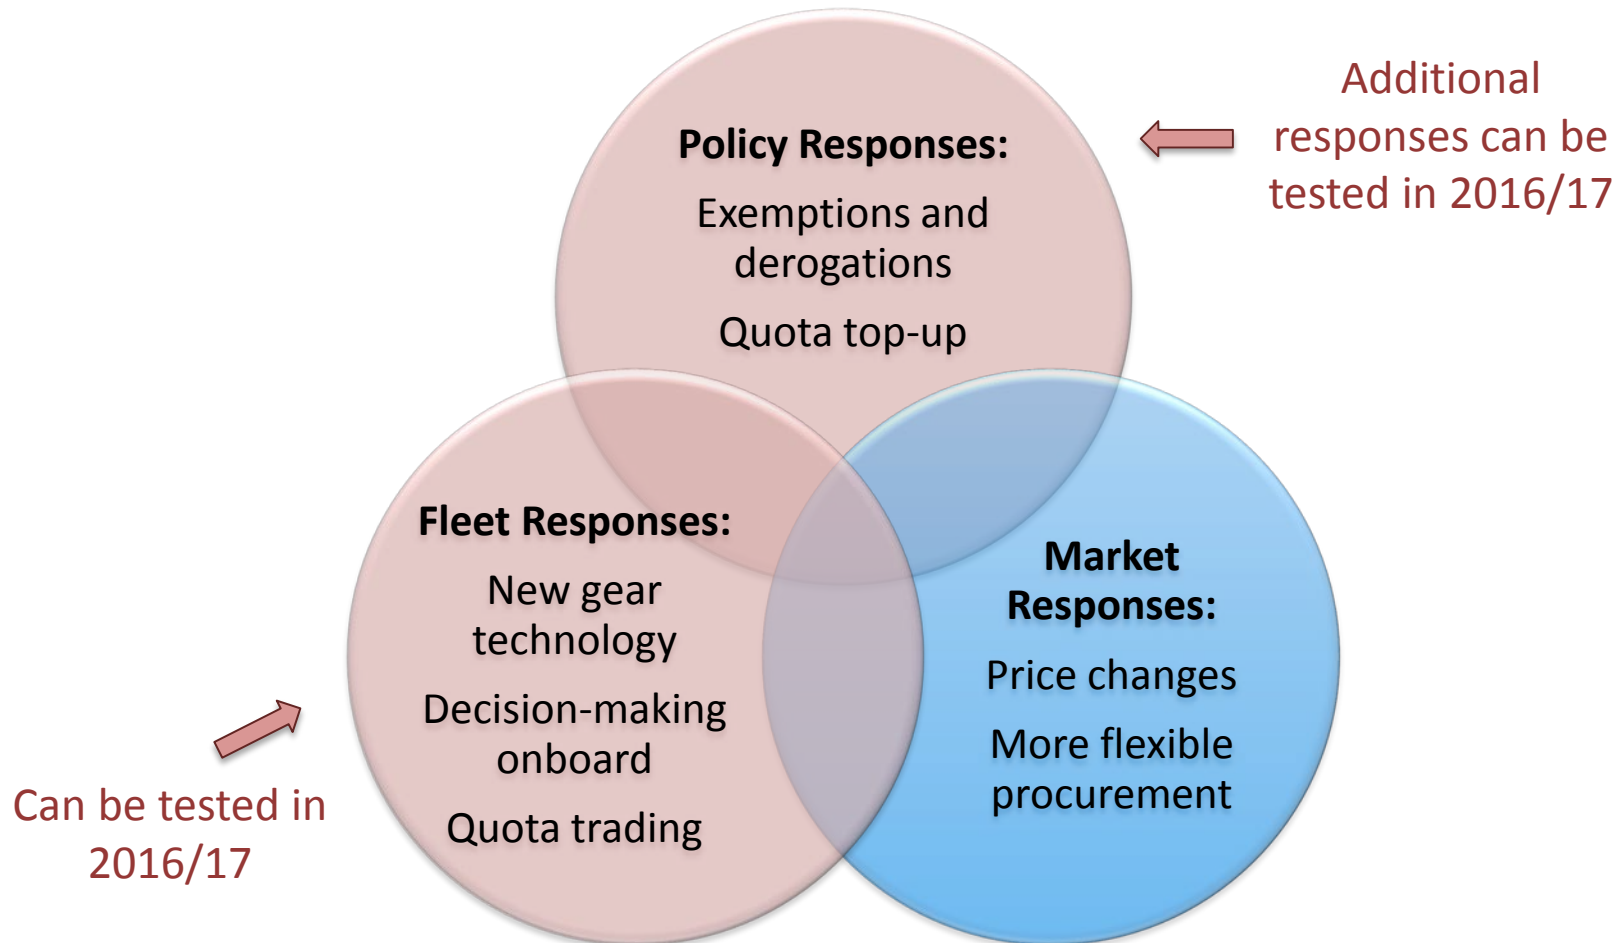 Policy Responses:
Exemptions and
derogations
Quota top-up
Additional
responses can be
tested in 2016/17
Fleet Responses:
New gear
technology
Decision-making
onboard
Quota trading
Market
Responses:
Price changes
More flexible
procurement
Can be tested in
2016/17